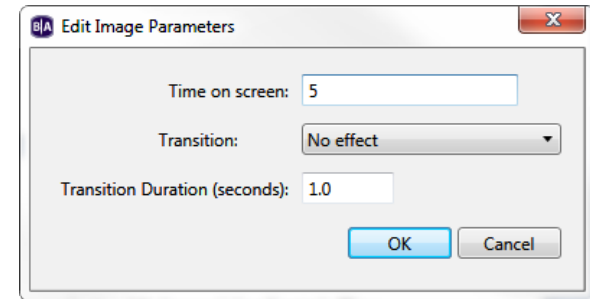 B|A Edit Image Parameters
Time on screen: 5
Transition: No effect
Transition Duration (seconds): 1.0
OK Cancel